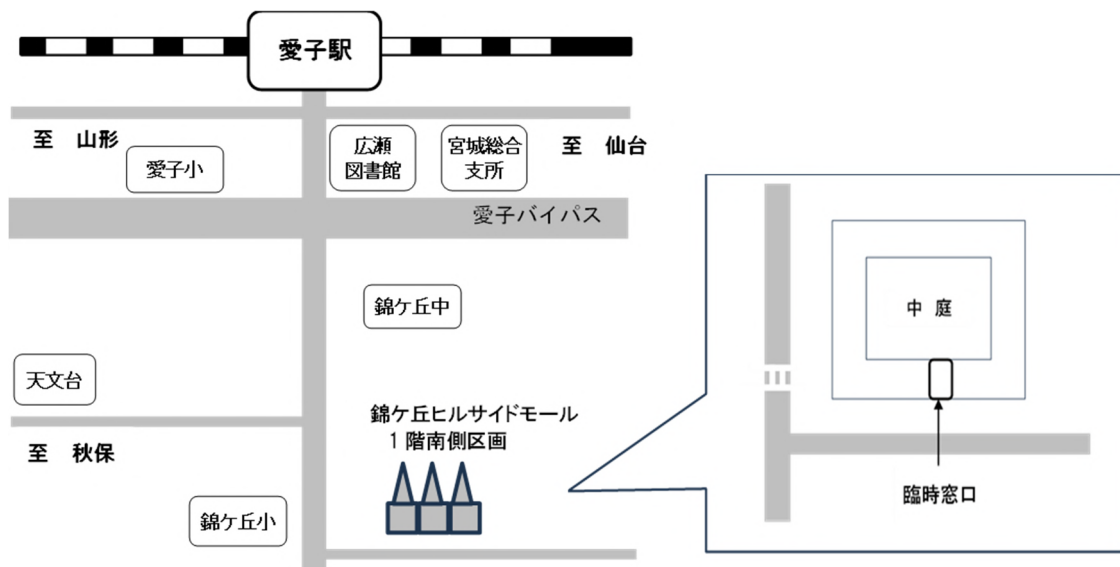 愛子駅
至　山形
愛子小
広瀬
図書館
宮城総合
支所
至　仙台
愛子バイパス
錦ケ丘中
天文台
至　秋保
錦ケ丘ヒルサイドモール
1階南側区画
錦ケ丘小
中　庭
臨時窓口